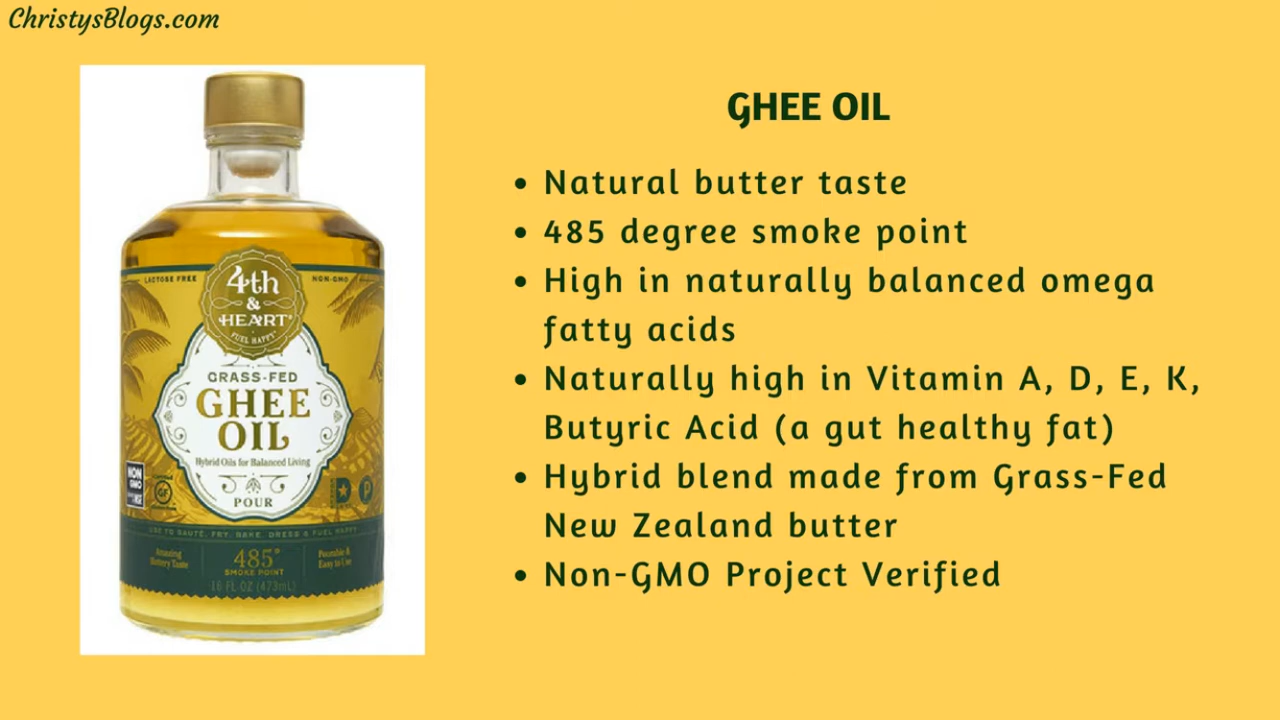 ChristysBlogs.com
GHEE OIL
• Natural butter taste
• 485 degree smoke point
• High in naturally balanced omega
fatty acids
• Naturally high in Vitamin A, D, E, K,
Butyric Acid (a gut healthy fat)
• Hybrid blend made from Grass-Fed
New Zealand butter
• Non-GMO Project Verified
LACTOSE FREE
NON-GMO
4th
&
HEART
FUEL HAPPY
GRASS-FED
GHEE
OIL
Hybrid Oils for Balanced Living
POUR
NON
GMO
GF
D P
USE TO SAUTE, FRY, BAKE, DRESS & FUEL HAPPY
Amazing
Buttery Taste
485°
SMOKE POINT
Pourable &
Easy to Use
16 FL OZ (473mL)